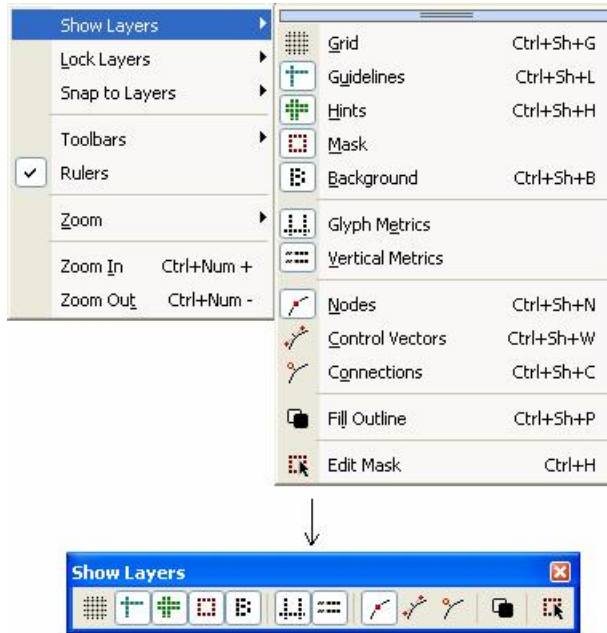 Show Layers
Lock Layers
Snap to Layers
Toolbars
Rulers
Zoom
Zoom In Ctrl+Num +
Zoom Out Ctrl+Num -
Grid Ctrl+Sh+G
Guidelines Ctrl+Sh+L
Hints Ctrl+Sh+H
Mask
Background Ctrl+Sh+B
Glyph Metrics
Vertical Metrics
Nodes Ctrl+Sh+N
Control Vectors Ctrl+Sh+W
Connections Ctrl+Sh+C
Fill Outline Ctrl+Sh+P
Edit Mask Ctrl+H
Show Layers